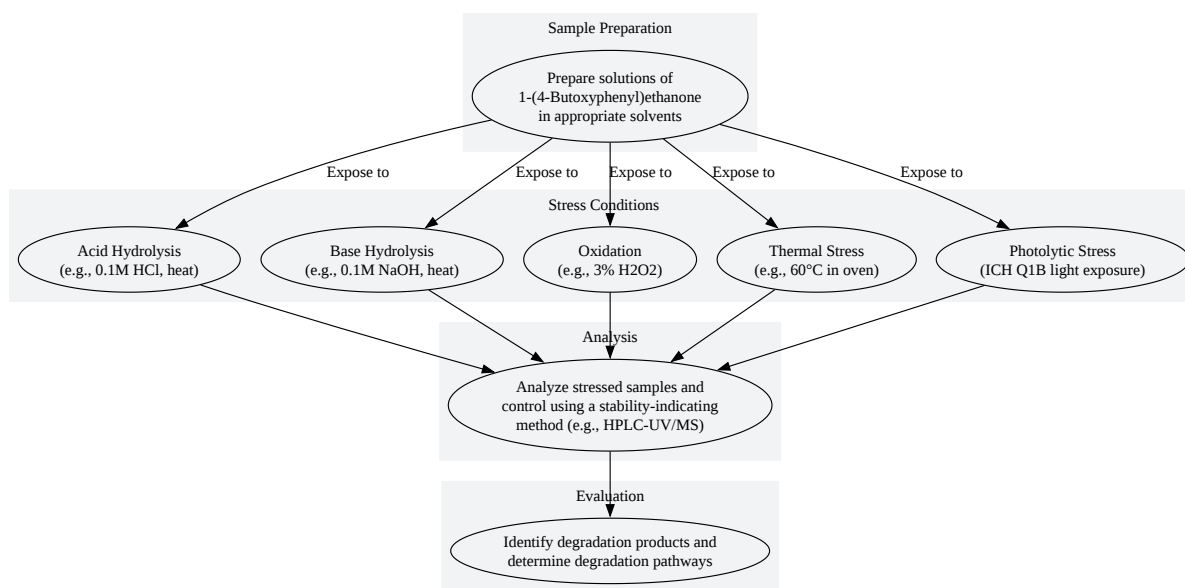 Sample Preparation
Prepare solutions of
1-(4-Butoxyphenyl)ethanone
in appropriate solvents
Expose to
Expose to
Expose to
Expose to
Expose to
Stress Conditions
Acid Hydrolysis
(e.g., 0.1M HCl, heat)
Base Hydrolysis
(e.g., 0.1M NaOH, heat)
Oxidation
(e.g., 3% H2O2)
Thermal Stress
(e.g., 60°C in oven)
Photolytic Stress
(ICH Q1B light exposure)
Analysis
Analyze stressed samples and
control using a stability-indicating
method (e.g., HPLC-UV/MS)
Evaluation
Identify degradation products and
determine degradation pathways